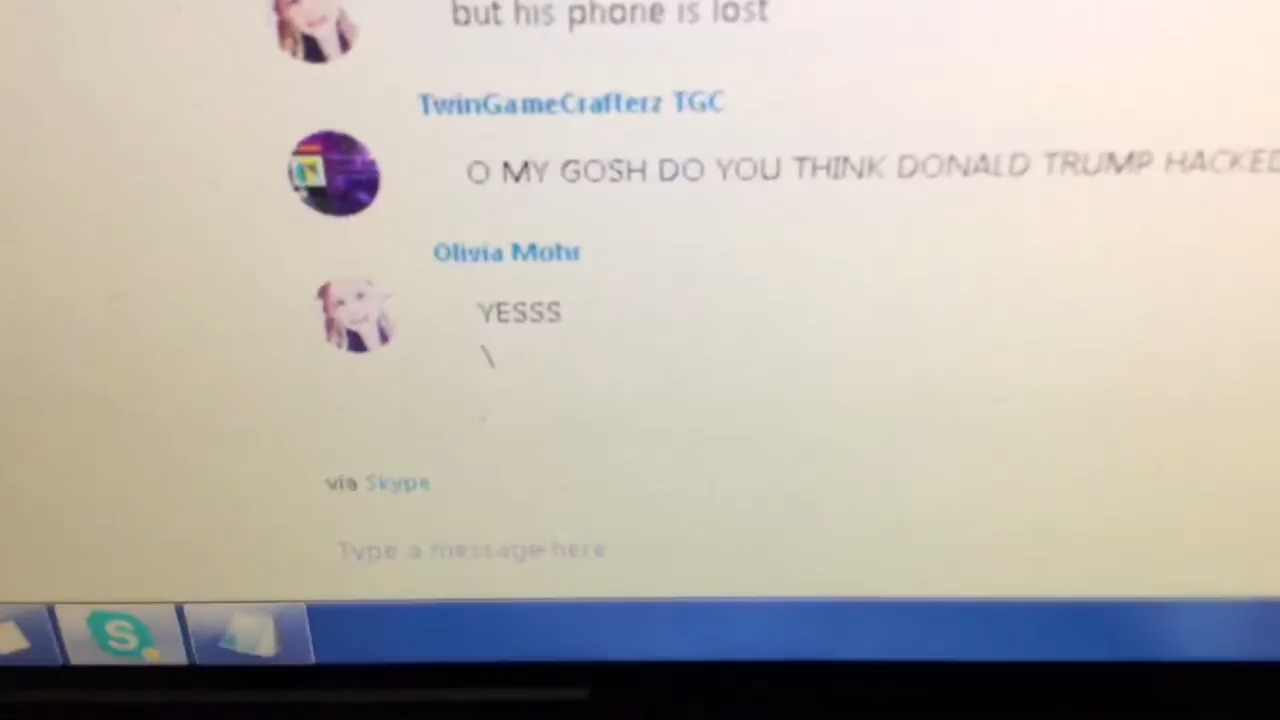 but his phone is lost
TwinGameCrafterz TGC
O MY GOSH DO YOU THINK DONALD TRUMP HACKED
Olivia Mohr
YESSS
\
via Skype
Type a message here
S